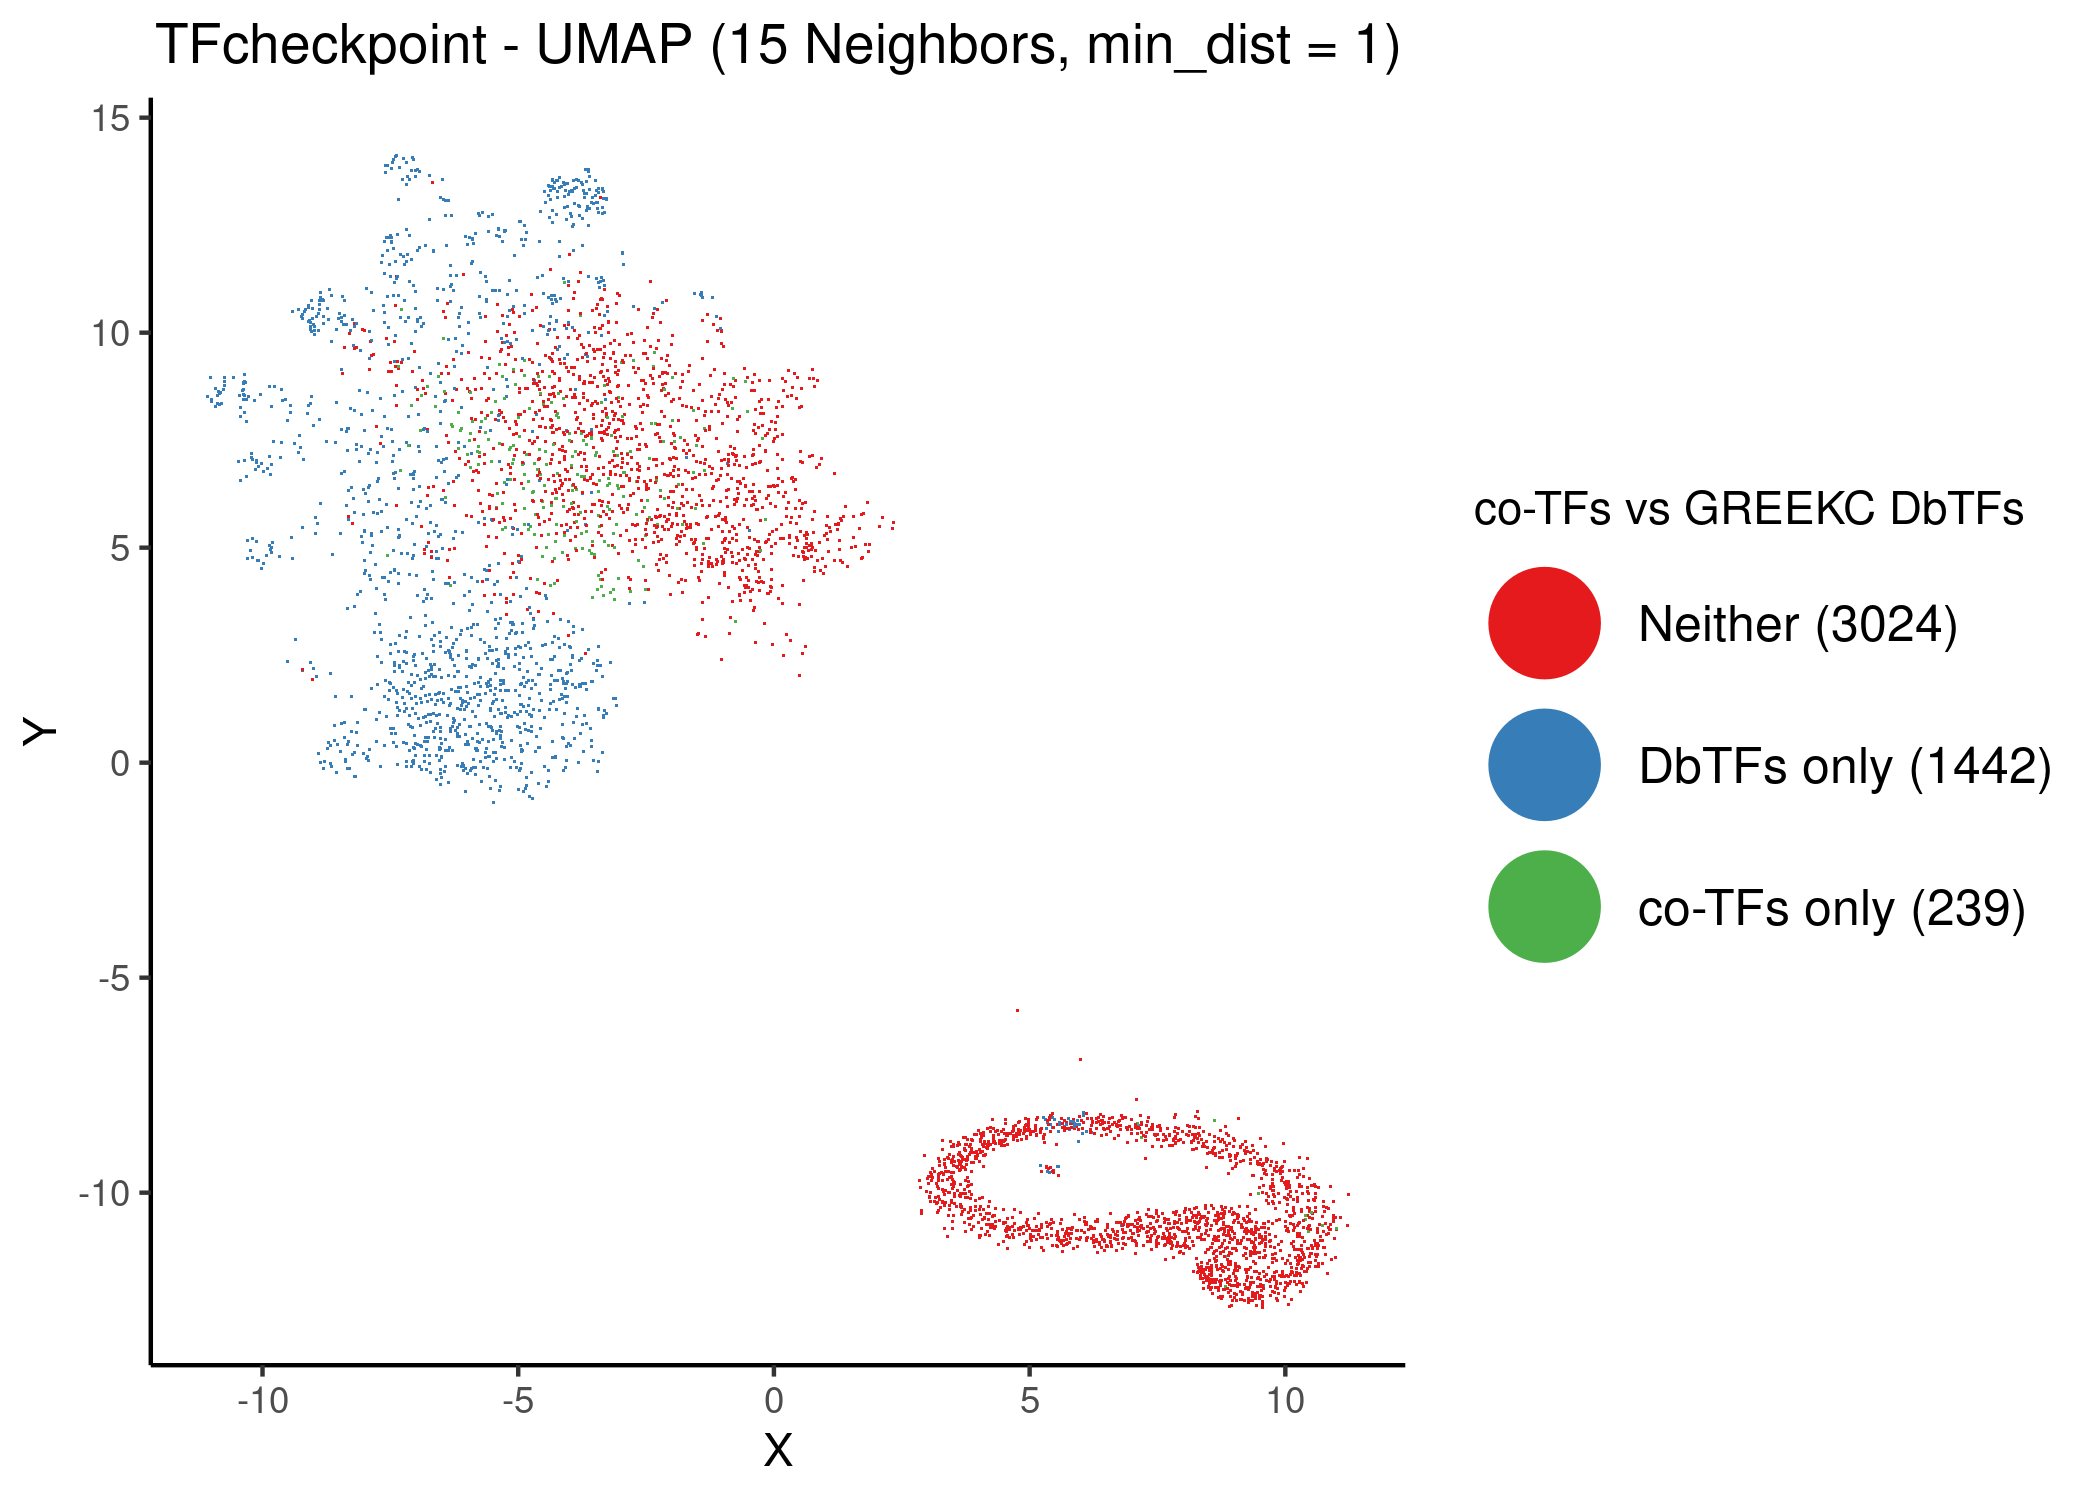 TFcheckpoint - UMAP (15 Neighbors, min_dist = 1)
15
10
5
0
-5
-10
Y
-10
-5
0
5
10
X
co-TFs vs GREEKC DbTFs
Neither (3024)
DbTFs only (1442)
co-TFs only (239)